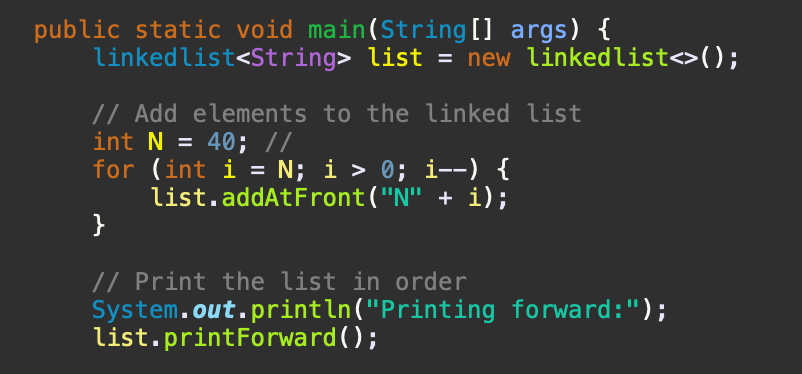 public static void main(String[] args) {
linkedlist<String> list = new linkedlist<>();
// Add elements to the linked list
int N = 40; //
for (int i = N; i > 0; i--) {
list.addAtFront("N" + i);
}
// Print the list in order
System.out.println("Printing forward:");
list.printForward();